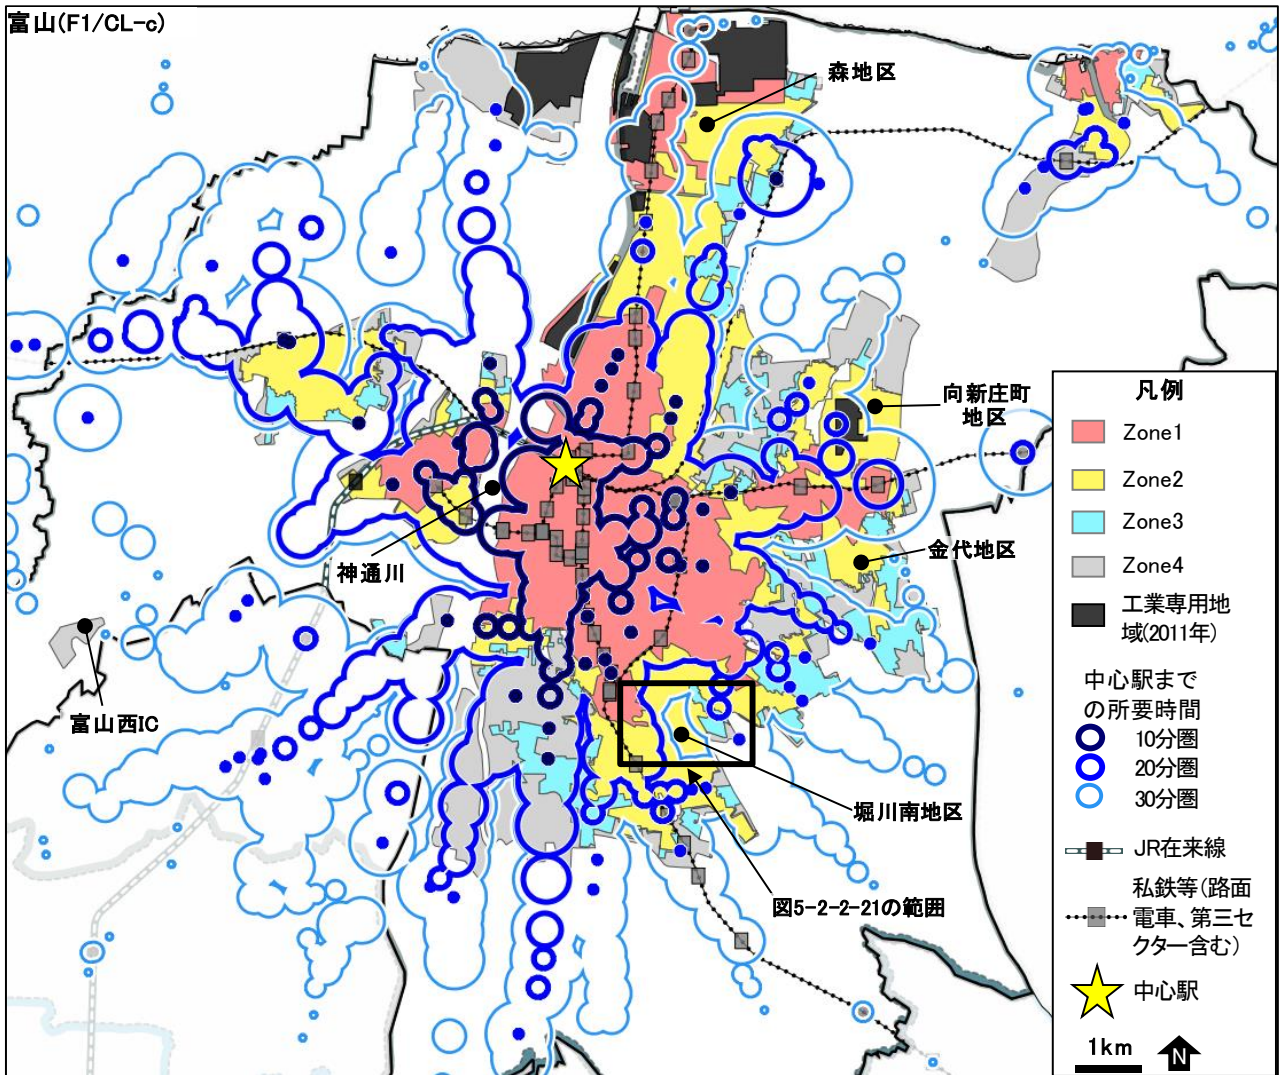 富山(F1/CL-c)
森地区
向新庄町
地区
金代地区
神通川
富山西IC
堀川南地区
図5-2-2-21の範囲
凡例
Zone1
Zone2
Zone3
Zone4
工業専用地
域(2011年)
中心駅まで
の所要時間
10分圏
20分圏
30分圏
JR在来線
私鉄等(路面
電車、第三セ
クター含む)
中心駅
1km
N